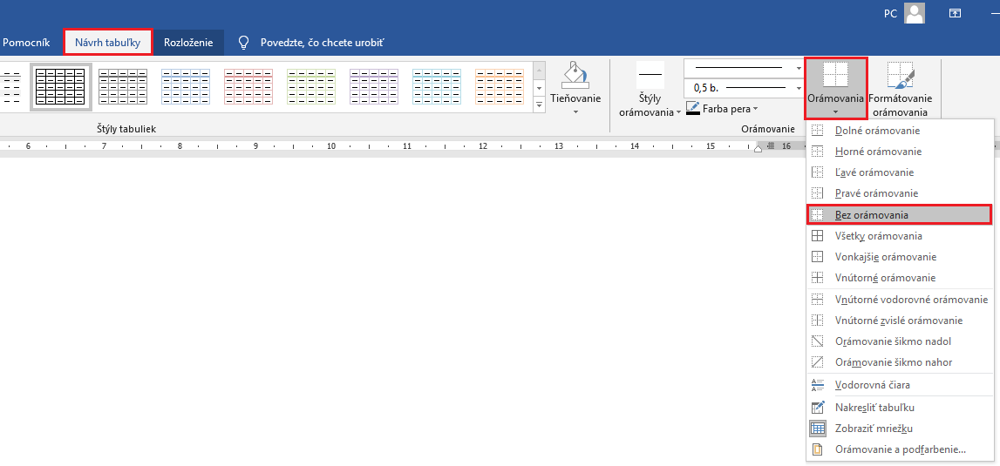 PC
Pomocník
Návrh tabuľky
Rozloženie
Povedzte, čo chcete urobiť
Tieňovanie
Štýly
orámovania
0,5 b.
Farba pera
Orámovania
Formátovanie
orámovania
Štýly tabuliek
Orámovanie
6 7 8 9 10 11 12 13 14 15 16
Dolné orámovanie
Horné orámovanie
Ľavé orámovanie
Pravé orámovanie
Bez orámovania
Všetky orámovania
Vonkajšie orámovanie
Vnútorné orámovanie
Vnútorné vodorovné orámovanie
Vnútorné zvislé orámovanie
Orámovanie šikmo nadol
Orámovanie šikmo nahor
Vodorovná čiara
Nakresliť tabuľku
Zobraziť mriežku
Orámovanie a podfarbenie...